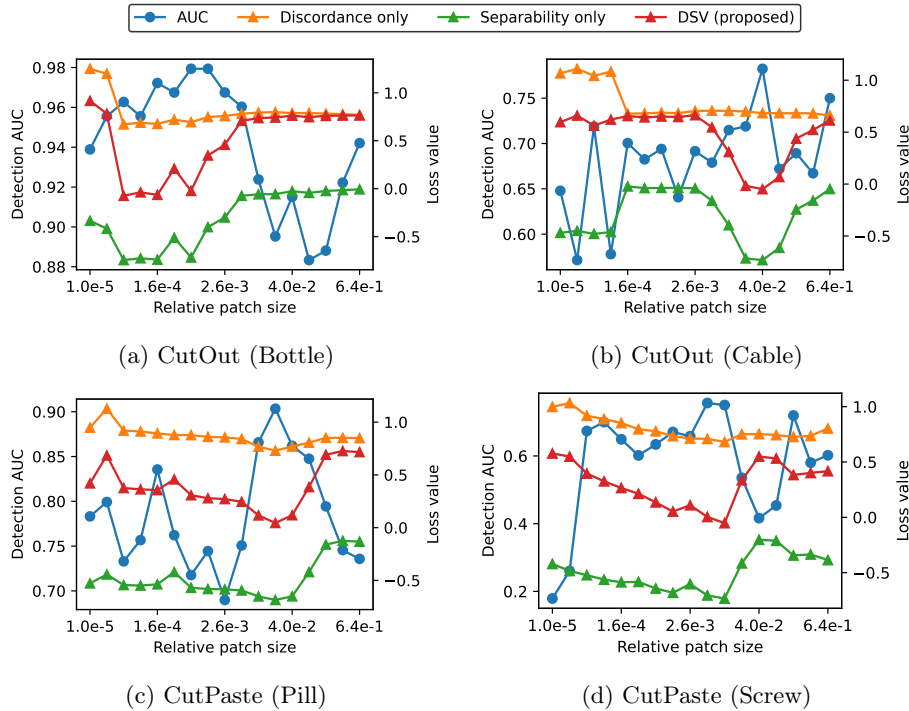 AUC Discordance only Separability only DSV (proposed)
0.98
0.96
0.94
0.92
0.90
0.88
Detection AUC
1.0
0.5
0.0
−0.5
Loss value
1.0e-5 1.6e-4 2.6e-3 4.0e-2 6.4e-1
Relative patch size
(a) CutOut (Bottle)
0.75
0.70
0.65
0.60
Detection AUC
1.0
0.5
0.0
−0.5
Loss value
1.0e-5 1.6e-4 2.6e-3 4.0e-2 6.4e-1
Relative patch size
(b) CutOut (Cable)
0.90
0.85
0.80
0.75
0.70
Detection AUC
1.0
0.5
0.0
−0.5
Loss value
1.0e-5 1.6e-4 2.6e-3 4.0e-2 6.4e-1
Relative patch size
(c) CutPaste (Pill)
0.6
0.4
0.2
Detection AUC
1.0
0.5
0.0
−0.5
Loss value
1.0e-5 1.6e-4 2.6e-3 4.0e-2 6.4e-1
Relative patch size
(d) CutPaste (Screw)